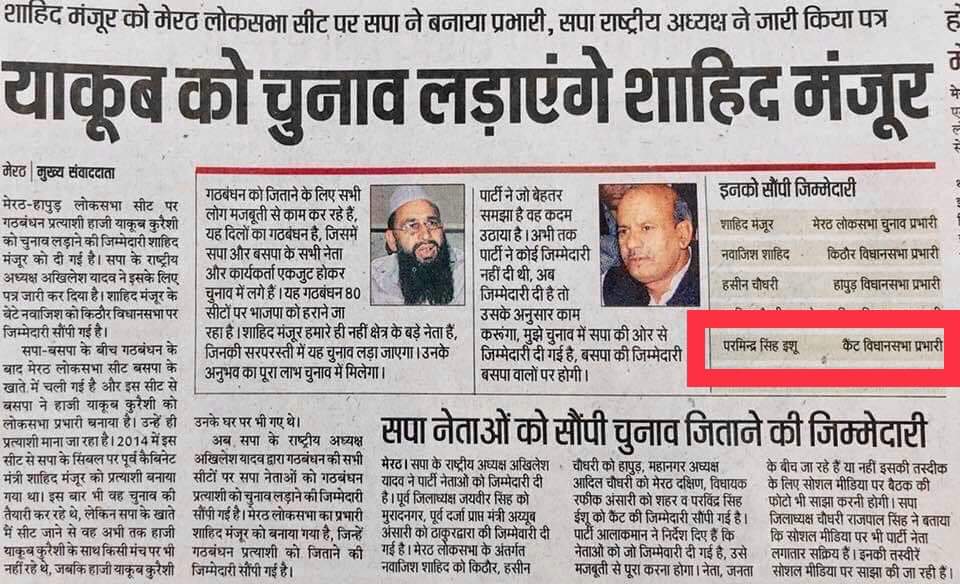 शाहिद मंजूर को मेरठ लोकसभा सीट पर सपा ने बनाया प्रभारी, सपा राष्ट्रीय अध्यक्ष ने जारी किया पत्र
याकूब को चुनाव लड़ाएंगे शाहिद मंजूर
मेरठ | मुख्य संवाददाता
मेरठ-हापुड़ लोकसभा सीट पर
गठबंधन प्रत्याशी हाजी याकूब कुरैशी
को चुनाव लड़ाने की जिम्मेदारी शाहिद
मंजूर को दी गई है। सपा के राष्ट्रीय
अध्यक्ष अखिलेश यादव ने इसके लिए
पत्र जारी कर दिया है। शाहिद मंजूर के
बेटे नवाजिश को किठौर विधानसभा पर
जिम्मेदारी सौंपी गई है।
सपा-बसपा के बीच गठबंधन के
बाद मेरठ लोकसभा सीट बसपा के
खाते में चली गई है और इस सीट से
बसपा ने हाजी याकूब कुरैशी को
लोकसभा प्रभारी बनाया है। उन्हें ही
प्रत्याशी माना जा रहा है। 2014 में इस
सीट से सपा के सिंबल पर पूर्व कैबिनेट
मंत्री शाहिद मंजूर को प्रत्याशी बनाया
गया था। इस बार भी वह चुनाव की
तैयारी कर रहे थे, लेकिन सपा के खाते
में सीट जाने से वह अभी तक हाजी
याकूब कुरैशी के साथ किसी मंच पर भी
नहीं रहे थे, जबकि हाजी याकूब कुरैशी
उनके घर पर भी गए थे।
अब सपा के राष्ट्रीय अध्यक्ष
अखिलेश यादव द्वारा गठबंधन की सभी
सीटों पर सपा नेताओं को गठबंधन
प्रत्याशी को चुनाव लड़ाने की जिम्मेदारी
सौंपी गई है। मेरठ लोकसभा का प्रभारी
शाहिद मंजूर को बनाया गया है, जिन्हें
गठबंधन प्रत्याशी को जिताने की
जिम्मेदारी सौंपी गई है।
गठबंधन को जिताने के लिए सभी
लोग मजबूती से काम कर रहे हैं,
यह दिलों का गठबंधन है, जिसमें
सपा और बसपा के सभी नेता
और कार्यकर्ता एकजुट होकर
चुनाव में लगे हैं। यह गठबंधन 80
सीटों पर भाजपा को हराने जा
रहा है। शाहिद मंजूर हमारे ही नहीं क्षेत्र के बड़े नेता हैं,
जिनकी सरपरस्ती में यह चुनाव लड़ा जाएगा। उनके
अनुभव का पूरा लाभ चुनाव में मिलेगा।
पार्टी ने जो बेहतर
समझा है वह कदम
उठाया है। अभी तक
पार्टी ने कोई जिम्मेदारी
नहीं दी थी, अब
जिम्मेदारी दी है तो
उसके अनुसार काम
करूंगा, मुझे चुनाव में सपा की ओर से
जिम्मेदारी दी गई है, बसपा की जिम्मेदारी
बसपा वालों पर होगी।
इनको सौंपी जिम्मेदारी
शाहिद मंजूर मेरठ लोकसभा चुनाव प्रभारी
नवाजिश शाहिद किठौर विधानसभा प्रभारी
हसीन चौधरी हापुड़ विधानसभा प्रभारी
परमिन्द्र सिंह इशू कैंट विधानसभा प्रभारी
सपा नेताओं को सौंपी चुनाव जिताने की जिम्मेदारी
मेरठ। सपा के राष्ट्रीय अध्यक्ष अखिलेश
यादव ने पार्टी नेताओं को जिम्मेदारी दी
है। पूर्व जिलाध्यक्ष जयवीर सिंह को
मुरादनगर, पूर्व दर्जा प्राप्त मंत्री अय्यूब
अंसारी को ठाकुरद्वारा की जिम्मेदारी दी
गई है। मेरठ लोकसभा के अंतर्गत
नवाजिश शाहिद को किठौर, हसीन
चौधरी को हापुड़, महानगर अध्यक्ष
आदिल चौधरी को मेरठ दक्षिण, विधायक
रफीक अंसारी को शहर व परविंद्र सिंह
ईशू को कैंट की जिम्मेदारी सौंपी गई है।
पार्टी आलाकमान ने निर्देश दिए हैं कि
नेताओं को जो जिम्मेवारी दी गई है, उसे
मजबूती से पूरा करना होगा। नेता, जनता
के बीच जा रहे हैं या नहीं इसकी तस्दीक
के लिए सोशल मीडिया पर बैठक की
फोटो भी साझा करनी होगी। सपा
जिलाध्यक्ष चौधरी राजपाल सिंह ने बताया
कि सोशल मीडिया पर भी पार्टी नेता
लगातार सक्रिय हैं। इनकी तस्वीरें
सोशल मीडिया पर साझा की जा रही हैं।